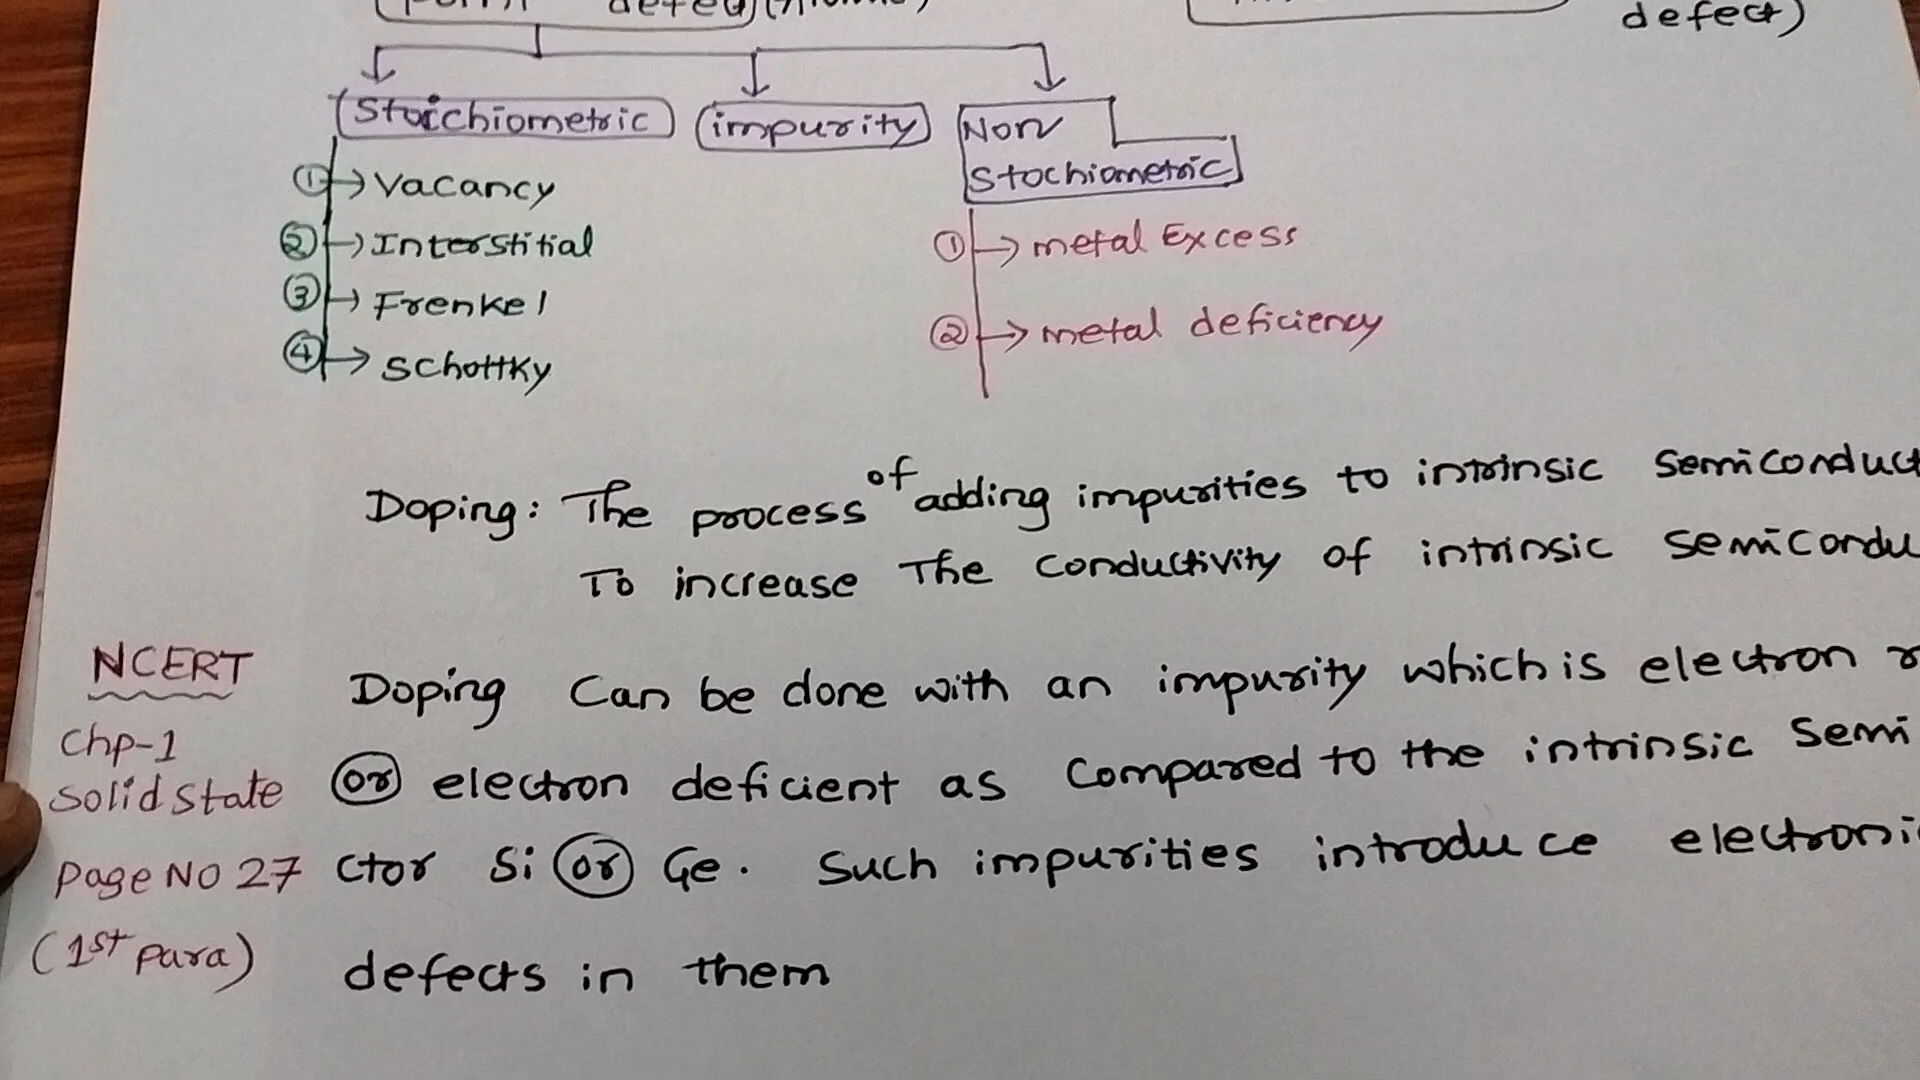 defect)
Stoichiometric
impurity
Non
Stochiometric
① → Vacancy
② → Interstitial
③ → Frenkel
④ → Schottky
① → metal Excess
② → metal deficiency
Doping: The process of adding impurities to intrinsic Semiconduct
To increase The Conductivity of intrinsic semicondu
NCERT
Chp-1
Solid State
Page No 27
(1st para)
Doping Can be done with an impurity which is electron r
or electron deficient as Compared to the intrinsic Semi
ctor Si or Ge. Such impurities introduce electroni
defects in them